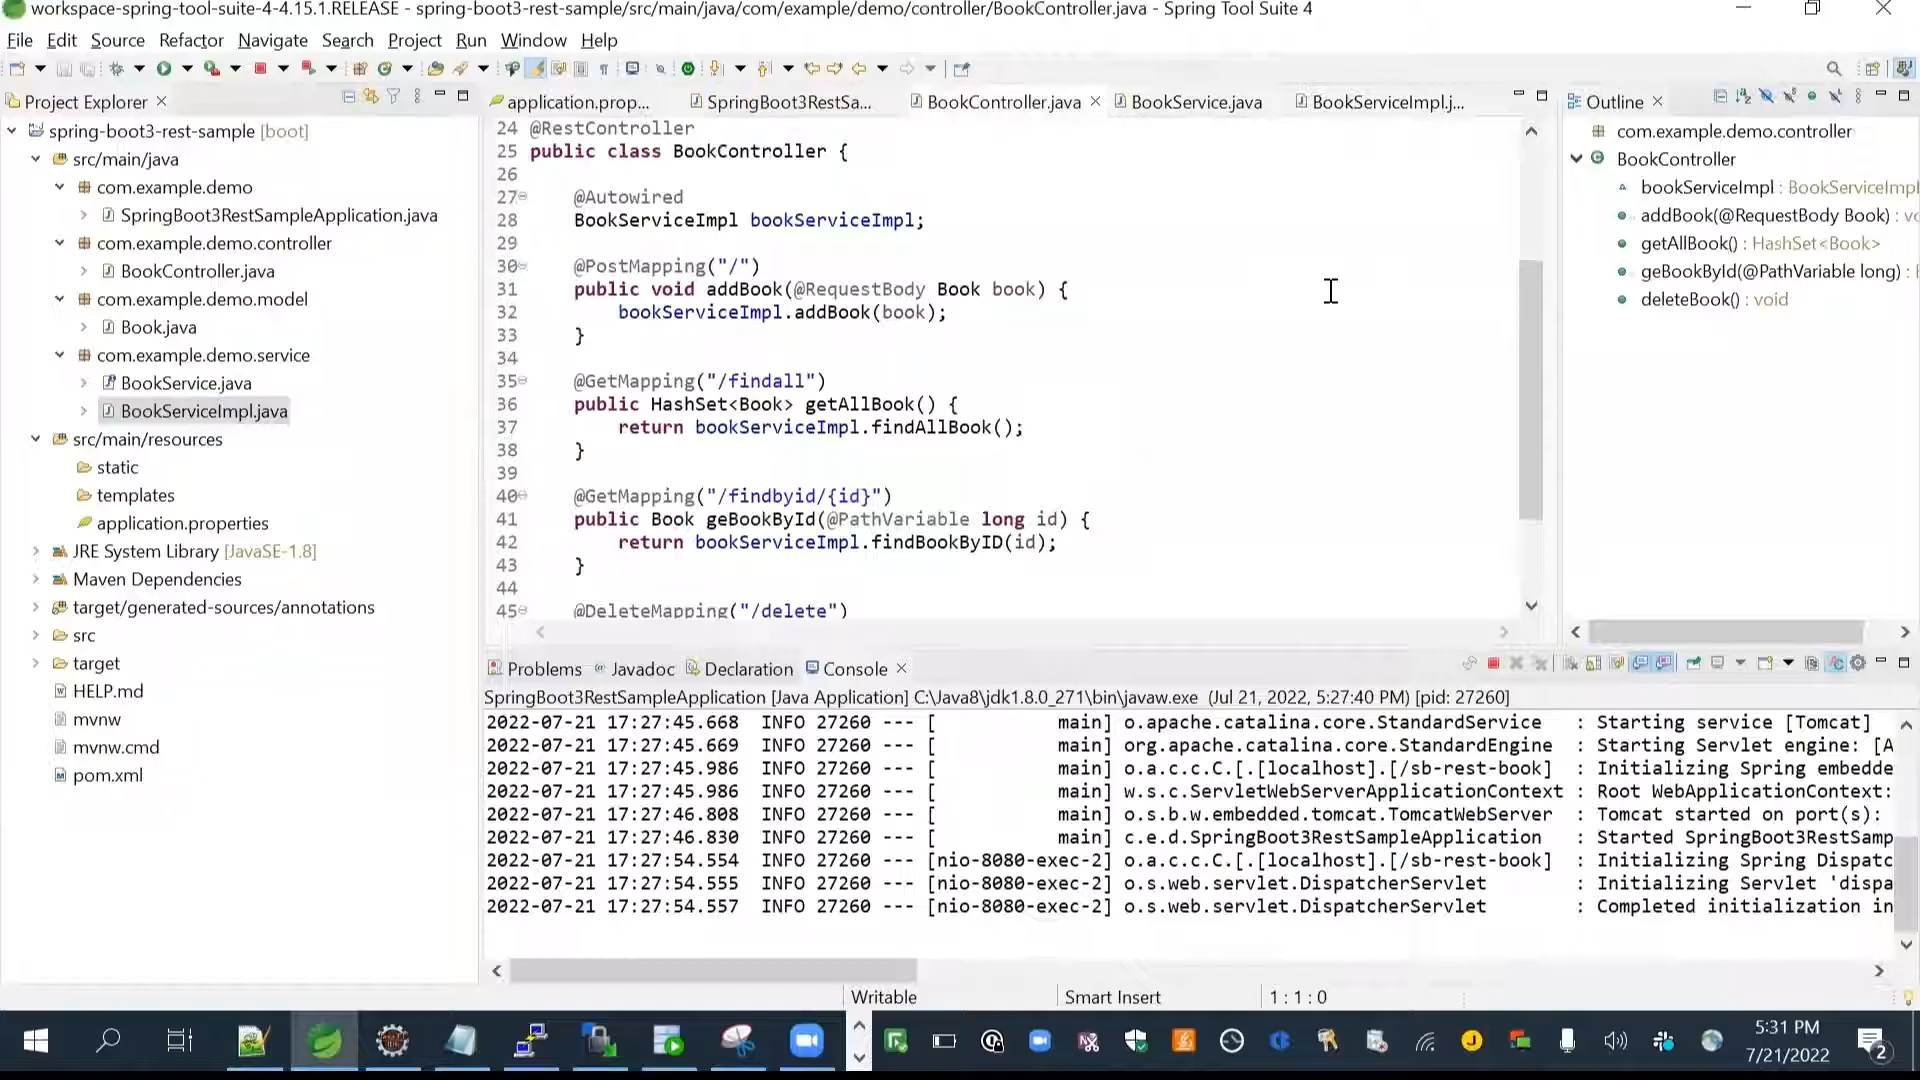 workspace-spring-tool-suite-4-4.15.1.RELEASE - spring-boot3-rest-sample/src/main/java/com/example/demo/controller/BookController.java - Spring Tool Suite 4
File Edit Source Refactor Navigate Search Project Run Window Help
Project Explorer
spring-boot3-rest-sample [boot]
src/main/java
com.example.demo
SpringBoot3RestSampleApplication.java
com.example.demo.controller
BookController.java
com.example.demo.model
Book.java
com.example.demo.service
BookService.java
BookServiceImpl.java
src/main/resources
static
templates
application.properties
JRE System Library [JavaSE-1.8]
Maven Dependencies
target/generated-sources/annotations
src
target
HELP.md
mvnw
mvnw.cmd
pom.xml
application.prop... SpringBoot3RestSa... BookController.java BookService.java BookServiceImpl.j...
24 @RestController
25 public class BookController {
26
27 @Autowired
28 BookServiceImpl bookServiceImpl;
29
30 @PostMapping("/")
31 public void addBook(@RequestBody Book book) {
32 bookServiceImpl.addBook(book);
33 }
34
35 @GetMapping("/findall")
36 public HashSet<Book> getAllBook() {
37 return bookServiceImpl.findAllBook();
38 }
39
40 @GetMapping("/findbyid/{id}")
41 public Book geBookById(@PathVariable long id) {
42 return bookServiceImpl.findBookByID(id);
43 }
44
45 @DeleteMapping("/delete")
Outline
com.example.demo.controller
BookController
bookServiceImpl : BookServiceImpl
addBook(@RequestBody Book) : vo
getAllBook() : HashSet<Book>
geBookById(@PathVariable long) :
deleteBook() : void
Problems Javadoc Declaration Console
SpringBoot3RestSampleApplication [Java Application] C:\Java8\jdk1.8.0_271\bin\javaw.exe (Jul 21, 2022, 5:27:40 PM) [pid: 27260]
2022-07-21 17:27:45.668 INFO 27260 --- [ main] o.apache.catalina.core.StandardService : Starting service [Tomcat]
2022-07-21 17:27:45.669 INFO 27260 --- [ main] org.apache.catalina.core.StandardEngine : Starting Servlet engine: [A
2022-07-21 17:27:45.986 INFO 27260 --- [ main] o.a.c.c.C.[.[localhost].[/sb-rest-book] : Initializing Spring embedde
2022-07-21 17:27:45.986 INFO 27260 --- [ main] w.s.c.ServletWebServerApplicationContext : Root WebApplicationContext:
2022-07-21 17:27:46.808 INFO 27260 --- [ main] o.s.b.w.embedded.tomcat.TomcatWebServer : Tomcat started on port(s):
2022-07-21 17:27:46.830 INFO 27260 --- [ main] c.e.d.SpringBoot3RestSampleApplication : Started SpringBoot3RestSamp
2022-07-21 17:27:54.554 INFO 27260 --- [nio-8080-exec-2] o.a.c.c.C.[.[localhost].[/sb-rest-book] : Initializing Spring Dispatc
2022-07-21 17:27:54.555 INFO 27260 --- [nio-8080-exec-2] o.s.web.servlet.DispatcherServlet : Initializing Servlet 'dispa
2022-07-21 17:27:54.557 INFO 27260 --- [nio-8080-exec-2] o.s.web.servlet.DispatcherServlet : Completed initialization in
Writable Smart Insert 1 : 1 : 0
5:31 PM
7/21/2022
2